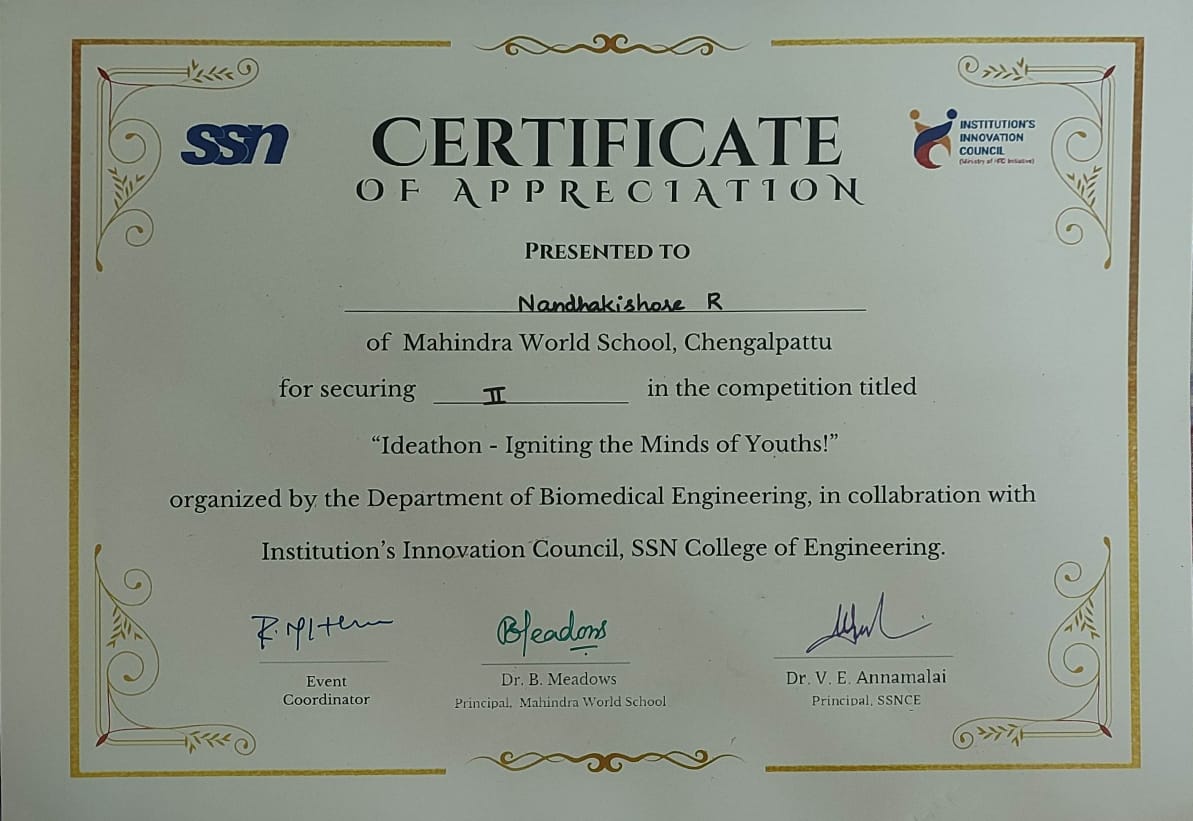 ssn
CERTIFICATE
OF APPRECIATION
INSTITUTION'S
INNOVATION
COUNCIL
(Ministry of HRD Initiative)
PRESENTED TO
Nandhakishore R
of Mahindra World School, Chengalpattu
for securing II in the competition titled
“Ideathon - Igniting the Minds of Youths!”
organized by the Department of Biomedical Engineering, in collabration with
Institution’s Innovation Council, SSN College of Engineering.
BMeadows
Event
Coordinator
Dr. B. Meadows
Principal, Mahindra World School
Dr. V. E. Annamalai
Principal, SSNCE